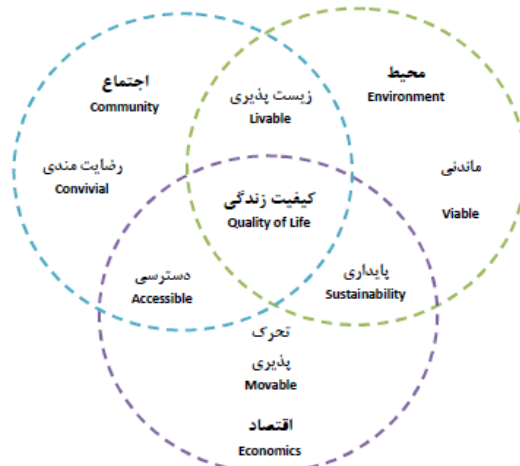 اجتماع
Community
محیط
Environment
زیست پذیری
Livable
رضایت مندی
Convivial
ماندنی
Viable
کیفیت زندگی
Quality of Life
دسترسی
Accessible
پایداری
Sustainability
تحرک
پذیری
Movable
اقتصاد
Economics